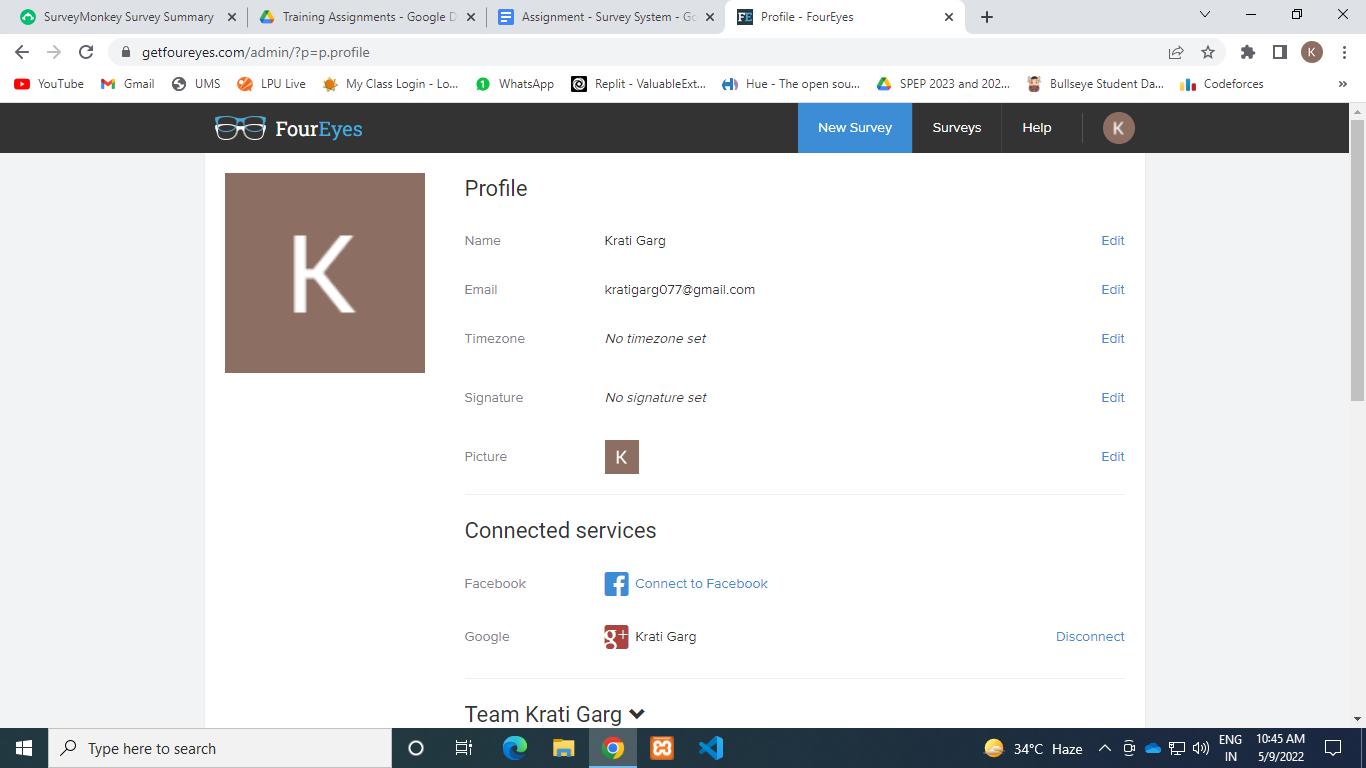 SurveyMonkey Survey Summary
Training Assignments - Google D
Assignment - Survey System - Go
FE Profile - FourEyes
getfoureyes.com/admin/?p=p.profile
K
YouTube
Gmail
UMS
LPU Live
My Class Login - Lo...
1 WhatsApp
Replit - ValuableExt...
Hue - The open sou...
SPEP 2023 and 202...
Bullseye Student Da...
Codeforces
»
FourEyes
New Survey
Surveys
Help
K
K
Profile
Name Krati Garg Edit
Email kratigarg077@gmail.com Edit
Timezone No timezone set Edit
Signature No signature set Edit
Picture K Edit
Connected services
Facebook Connect to Facebook
Google g+ Krati Garg Disconnect
Team Krati Garg
Type here to search
34°C Haze
ENG
IN
10:45 AM
5/9/2022